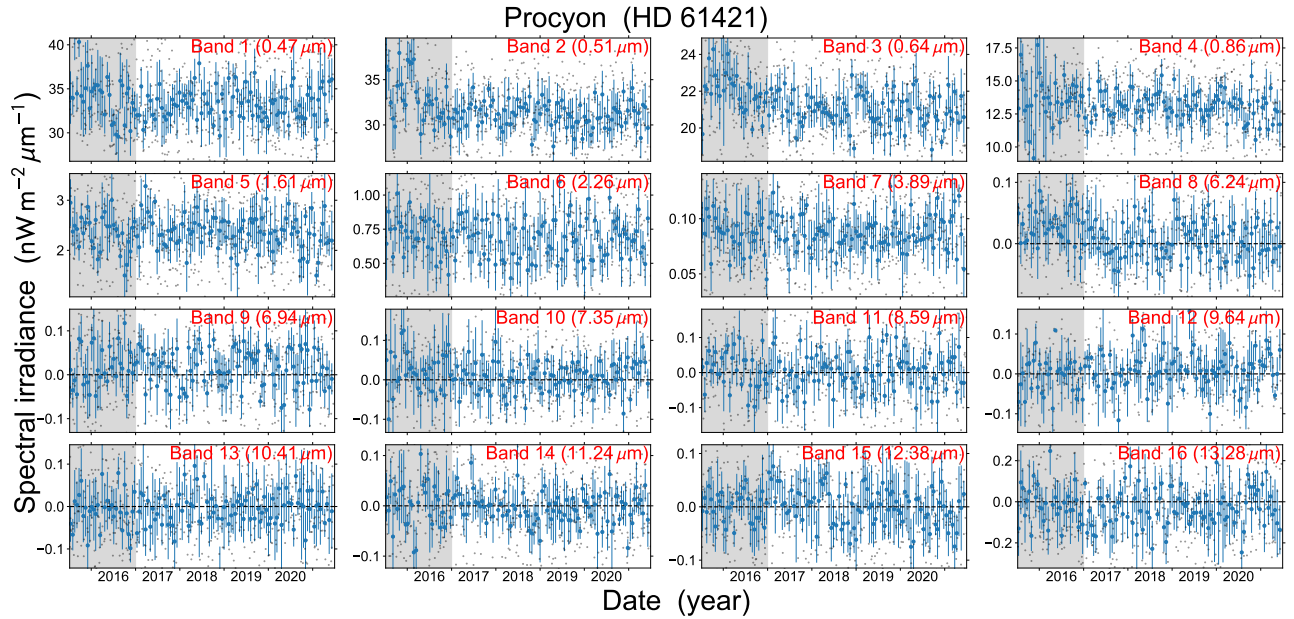 Procyon (HD 61421)
Spectral irradiance (nW m⁻² μm⁻¹)
Band 1 (0.47 μm)
40
35
30
Band 2 (0.51 μm)
35
30
Band 3 (0.64 μm)
24
22
20
Band 4 (0.86 μm)
17.5
15.0
12.5
10.0
Band 5 (1.61 μm)
3
2
Band 6 (2.26 μm)
1.00
0.75
0.50
Band 7 (3.89 μm)
0.10
0.05
Band 8 (6.24 μm)
0.1
0.0
Band 9 (6.94 μm)
0.1
0.0
−0.1
Band 10 (7.35 μm)
0.1
0.0
−0.1
Band 11 (8.59 μm)
0.1
0.0
−0.1
Band 12 (9.64 μm)
0.1
0.0
−0.1
Band 13 (10.41 μm)
0.1
0.0
−0.1
Band 14 (11.24 μm)
0.1
0.0
−0.1
Band 15 (12.38 μm)
0.1
0.0
−0.1
Band 16 (13.28 μm)
0.2
0.0
−0.2
2016 2017 2018 2019 2020
2016 2017 2018 2019 2020
2016 2017 2018 2019 2020
2016 2017 2018 2019 2020
Date (year)